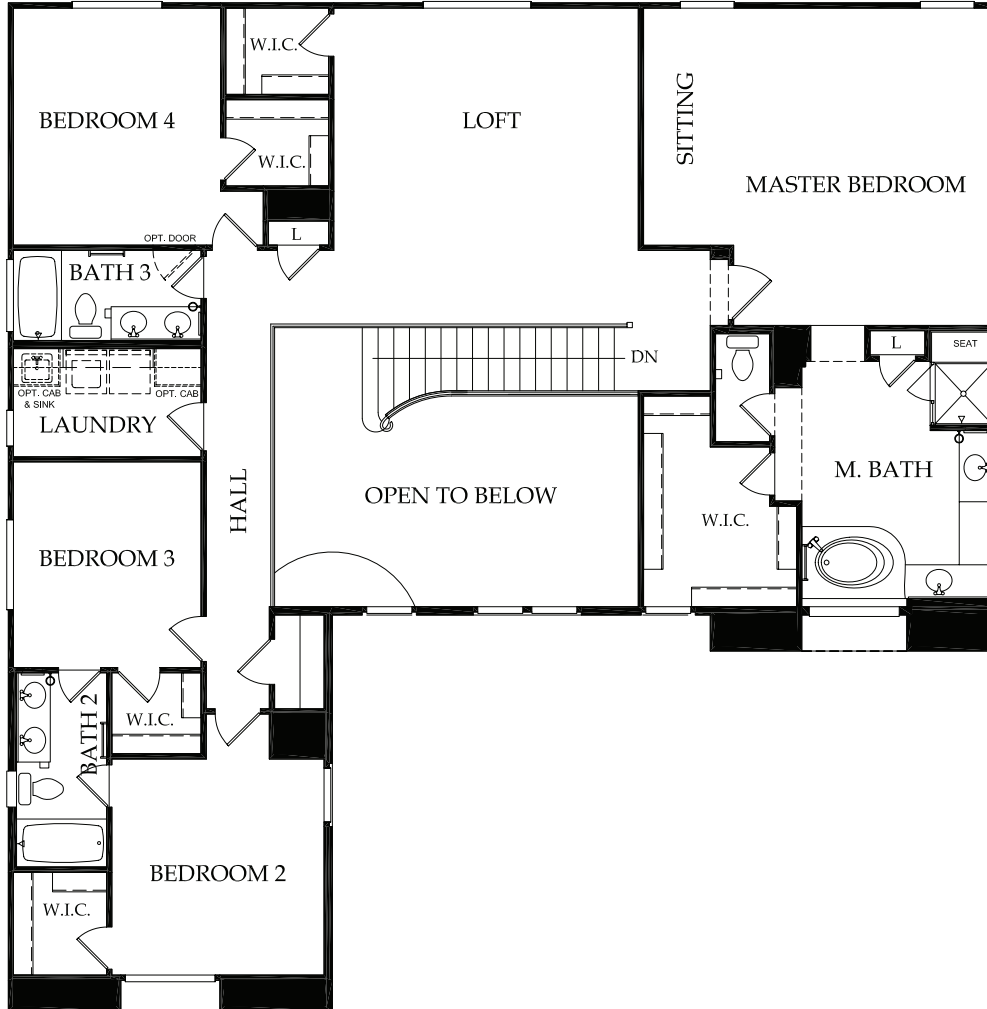 W.I.C.
BEDROOM 4
LOFT
SITTING
W.I.C.
MASTER BEDROOM
OPT. DOOR
L
BATH 3
DN
L
SEAT
OPT. CAB
& SINK
OPT. CAB
LAUNDRY
M. BATH
HALL
OPEN TO BELOW
W.I.C.
BEDROOM 3
BATH 2
W.I.C.
BEDROOM 2
W.I.C.